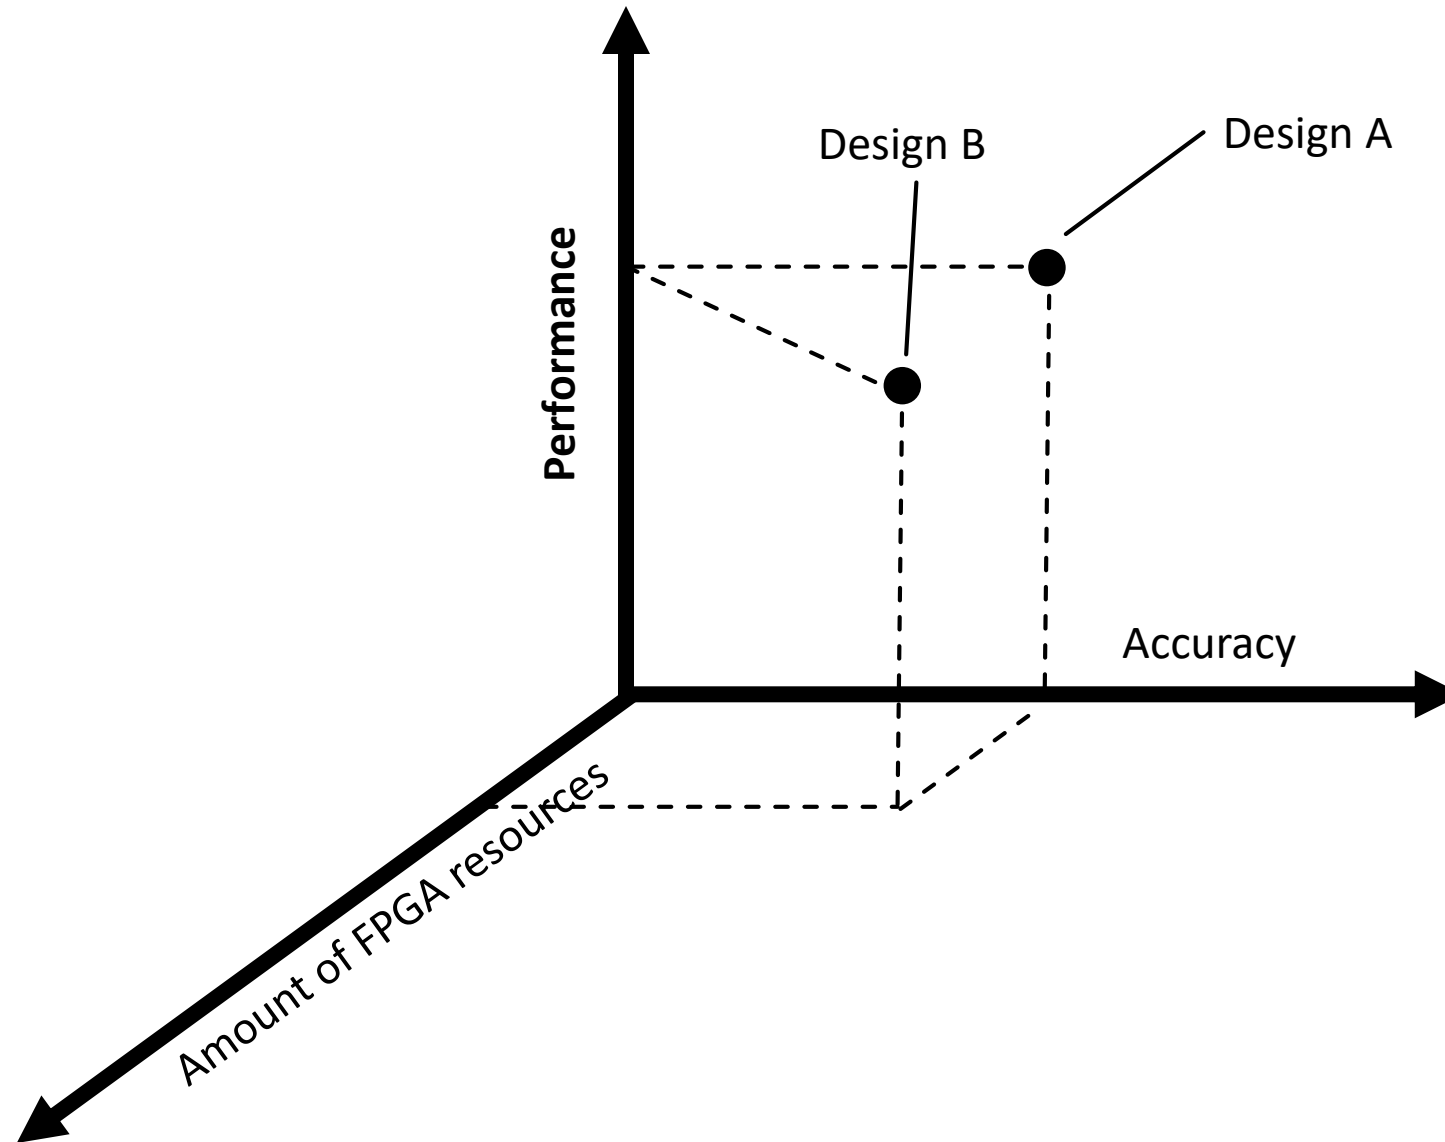 Design B
Design A
Performance
Accuracy
Amount of FPGA resources